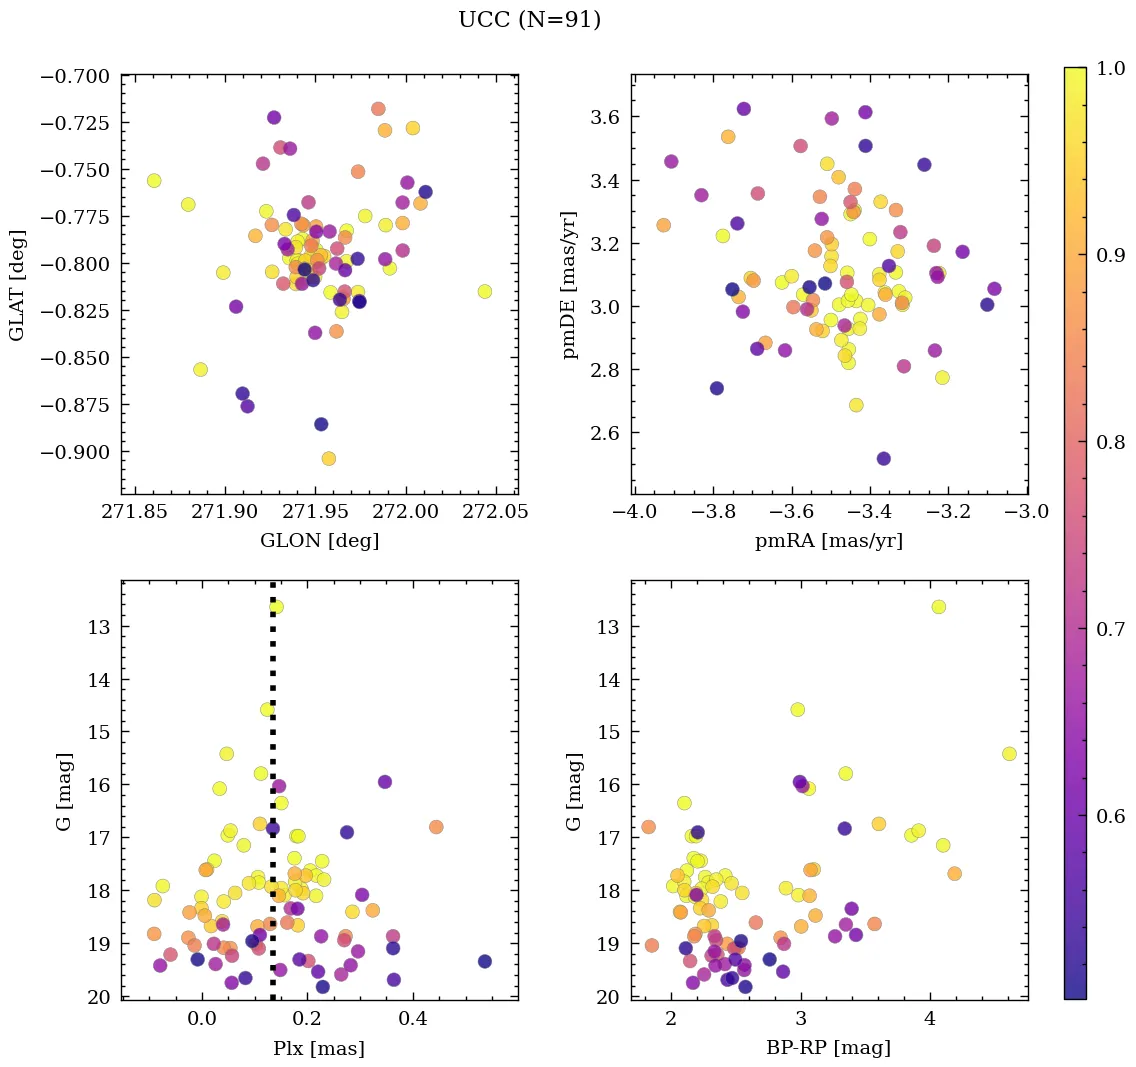 UCC (N=91)
−0.700
−0.725
−0.750
−0.775
−0.800
−0.825
−0.850
−0.875
−0.900
GLAT [deg]
271.85 271.90 271.95 272.00 272.05
GLON [deg]
3.6
3.4
3.2
3.0
2.8
2.6
pmDE [mas/yr]
−4.0 −3.8 −3.6 −3.4 −3.2 −3.0
pmRA [mas/yr]
13
14
15
16
17
18
19
20
G [mag]
0.0 0.2 0.4
Plx [mas]
13
14
15
16
17
18
19
20
G [mag]
2 3 4
BP-RP [mag]
1.0
0.9
0.8
0.7
0.6